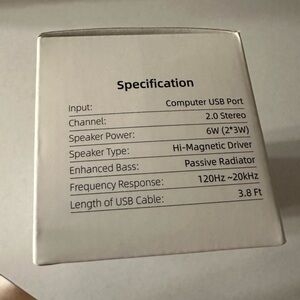 Specification
Input: Computer USB Port
Channel: 2.0 Stereo
Speaker Power: 6W (2*3W)
Speaker Type: Hi-Magnetic Driver
Enhanced Bass: Passive Radiator
Frequency Response: 120Hz ~20kHz
Length of USB Cable: 3.8 Ft